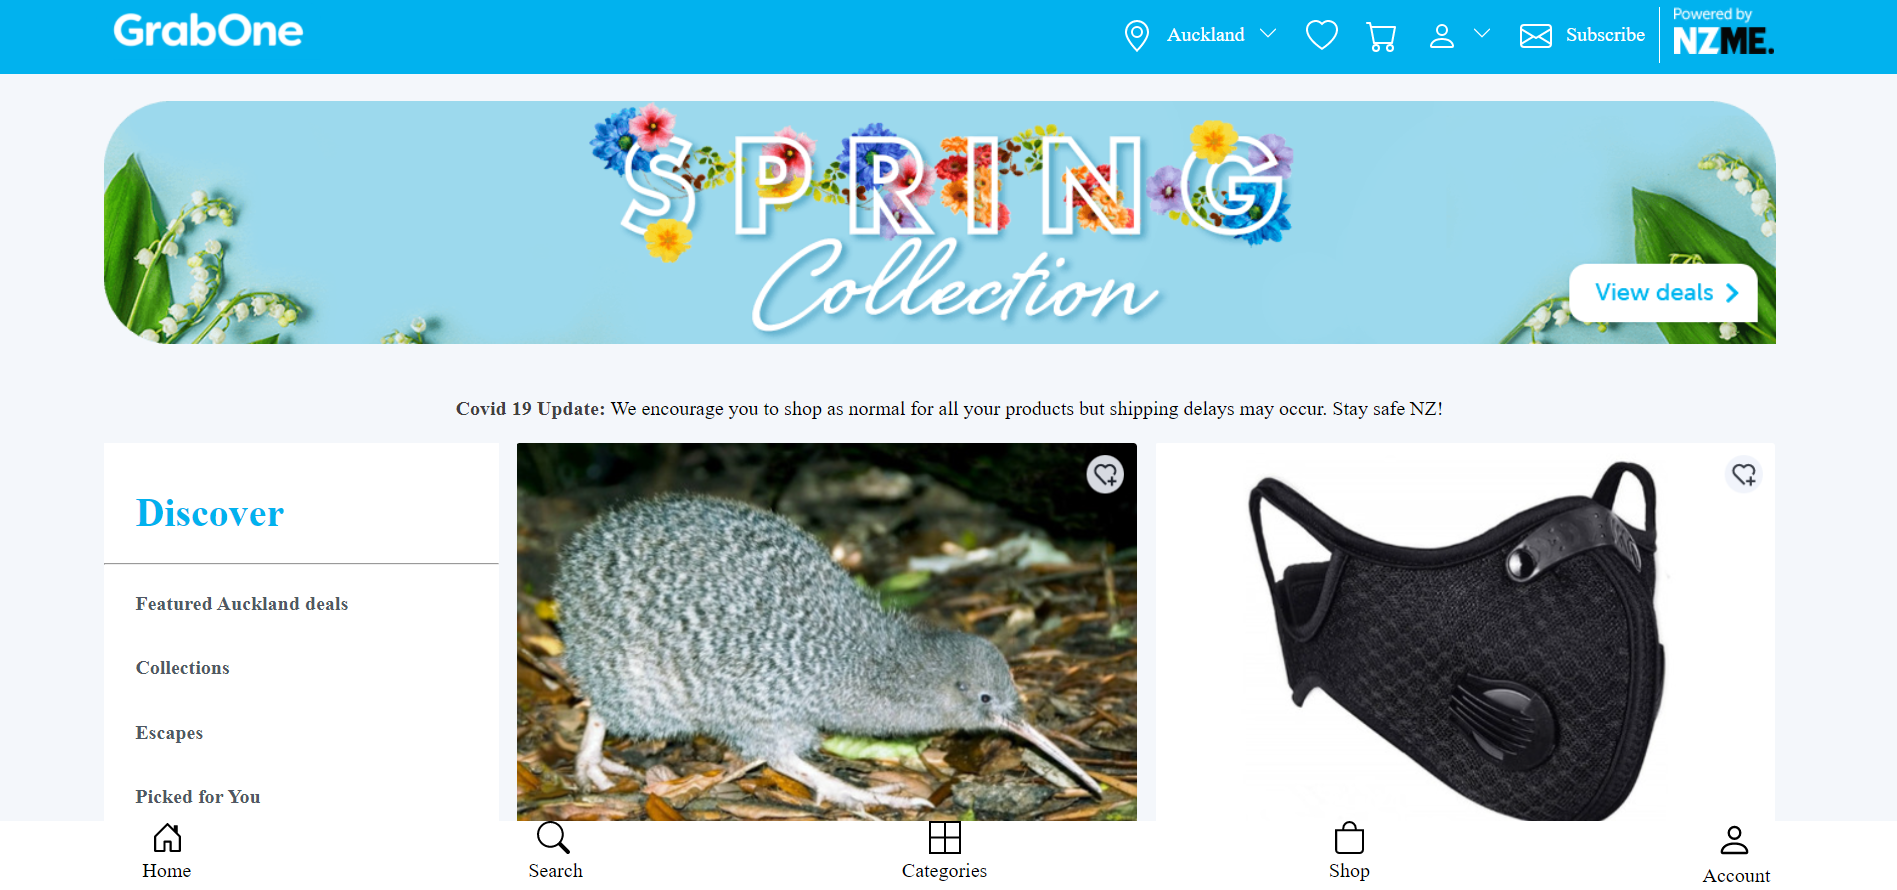 GrabOne
Auckland
Subscribe
Powered by
NZME.
SPRING
Collection
View deals
Covid 19 Update: We encourage you to shop as normal for all your products but shipping delays may occur. Stay safe NZ!
Discover
Featured Auckland deals
Collections
Escapes
Picked for You
Home
Search
Categories
Shop
Account